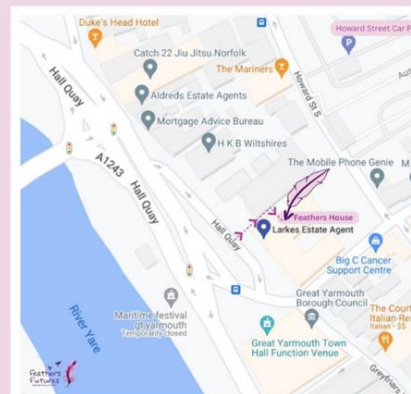 Duke's Head Hotel
Howard Street Car P
Catch 22 Jiu Jitsu Norfolk
The Mariners
Hall Quay
Aldreds Estate Agents
Howard St S
Mortgage Advice Bureau
H K B Wiltshires
A1243
Hall Quay
The Mobile Phone Genie
M
Feathers House
Larkes Estate Agent
Hall Quay
Big C Cancer
Support Centre
Maritime festival
gt yarmouth
Temporarily closed
Great Yarmouth
Borough Council
River Yare
Great Yarmouth Town
Hall Function Venue
The Court
Italian Res
Italian • $$
Greyfriars
Feathers
Futures